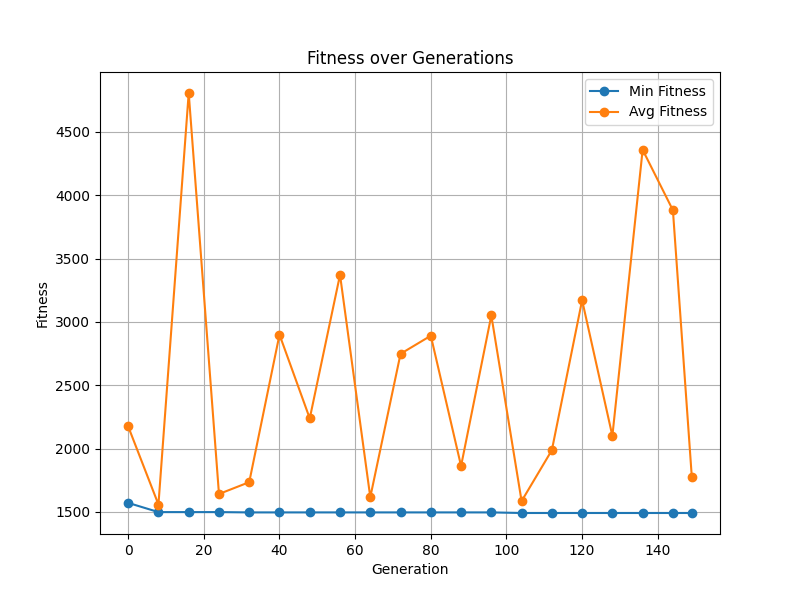 Fitness over Generations
Min Fitness
Avg Fitness
4500
4000
3500
3000
2500
2000
1500
Fitness
0 20 40 60 80 100 120 140
Generation